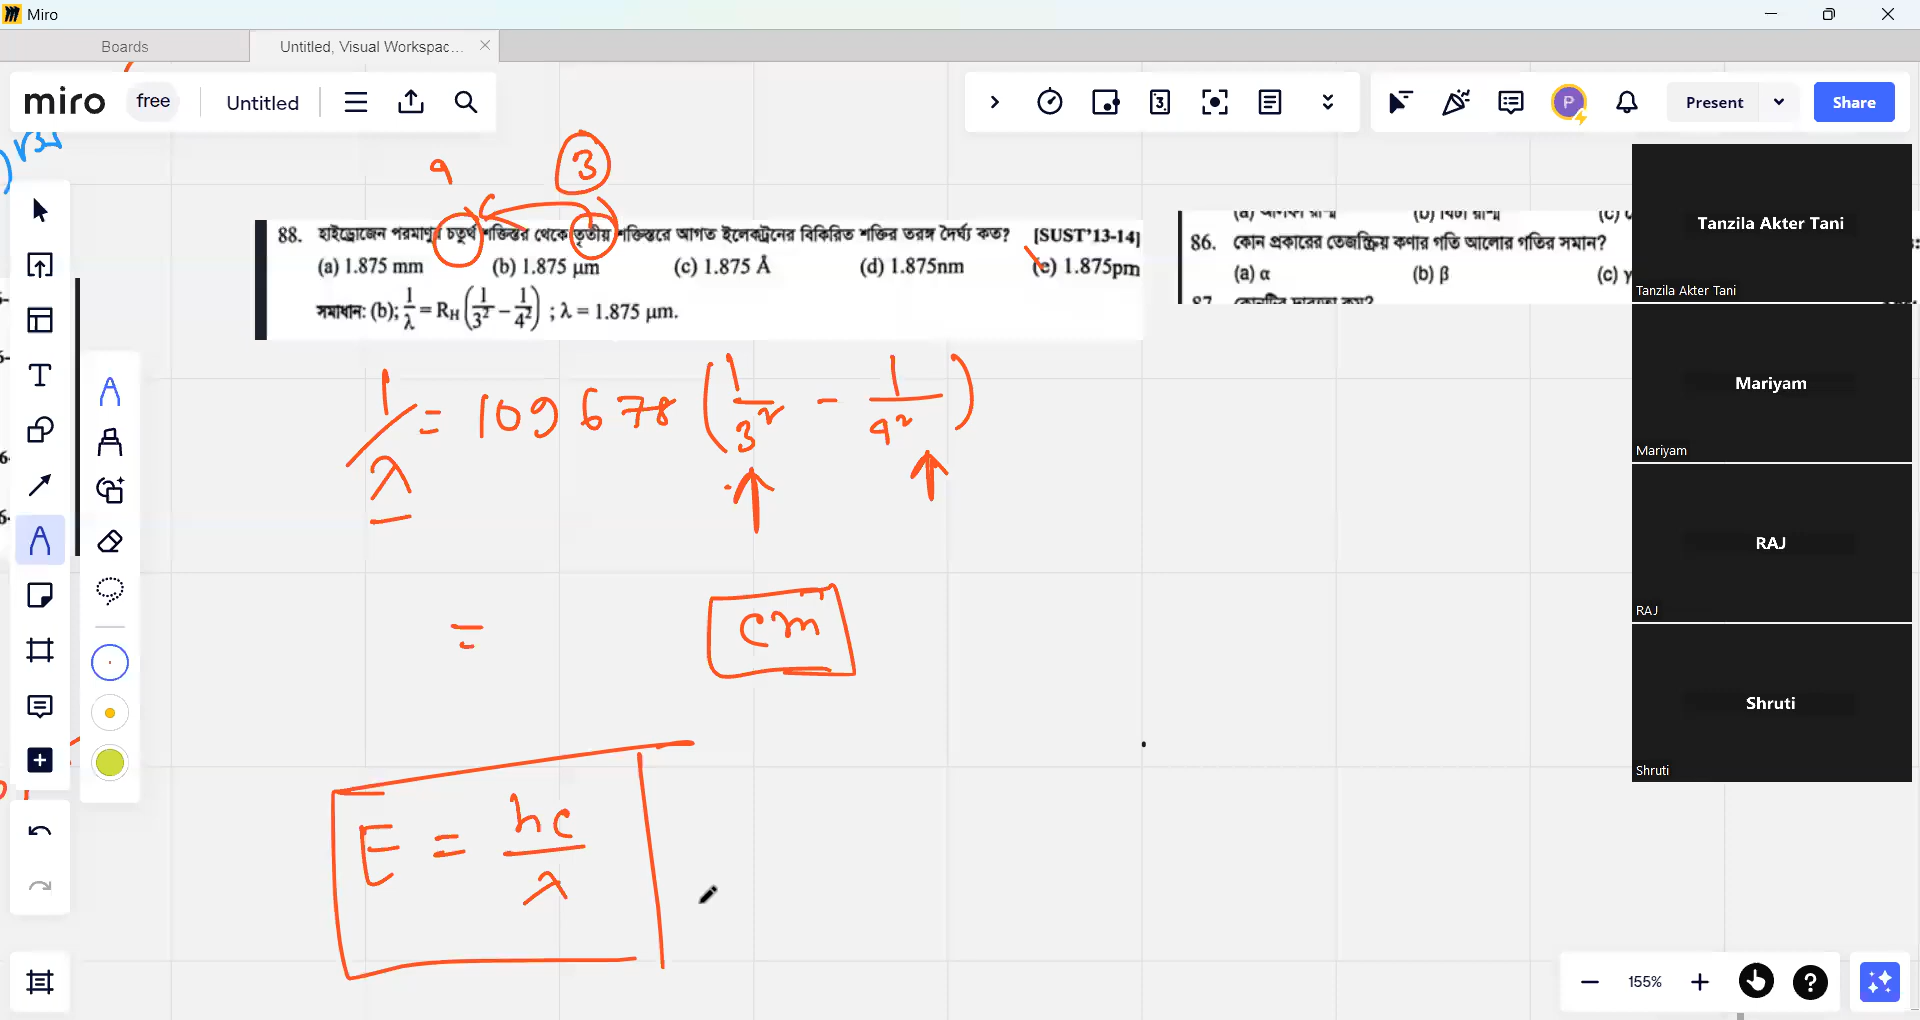 Miro
Boards
Untitled, Visual Workspac...
miro free Untitled
Present
Share
3
৪
88. হাইড্রোজেন পরমাণুর চতুর্থ শক্তিস্তর থেকে তৃতীয় শক্তিস্তরে আগত ইলেকট্রনের বিকিরিত শক্তির তরঙ্গ দৈর্ঘ্য কত? [SUST'13-14]
(a) 1.875 mm (b) 1.875 μm (c) 1.875 Å (d) 1.875nm (e) 1.875pm
সমাধান: (b); 1/λ = R_H (1/3² − 1/4²) ; λ = 1.875 μm.
86. কোন প্রকারের তেজস্ক্রিয় কণার গতি আলোর গতির সমান?
(a) α (b) β (c) γ
1/λ = 109678 (1/3² − 1/৪²)
= cm
E = hc/λ
Tanzila Akter Tani
Tanzila Akter Tani
Mariyam
Mariyam
RAJ
RAJ
Shruti
Shruti
155%